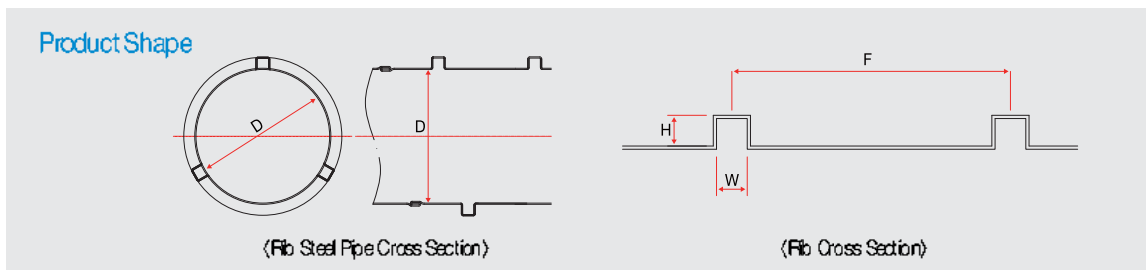 Product Shape
D
D
F
H
W
〈Rib Steel Pipe Cross Section〉
〈Rib Cross Section〉